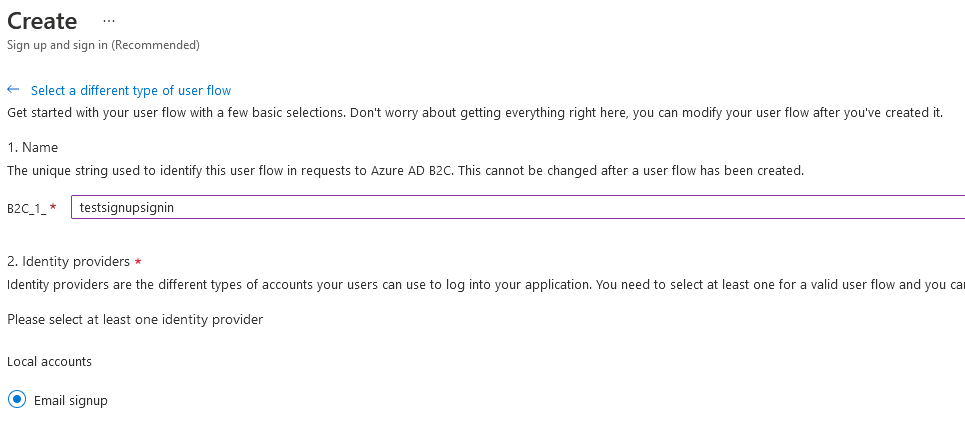 Create ...
Sign up and sign in (Recommended)
← Select a different type of user flow
Get started with your user flow with a few basic selections. Don't worry about getting everything right here, you can modify your user flow after you've created it.
1. Name
The unique string used to identify this user flow in requests to Azure AD B2C. This cannot be changed after a user flow has been created.
B2C_1_ * testsignupsignin
2. Identity providers *
Identity providers are the different types of accounts your users can use to log into your application. You need to select at least one for a valid user flow and you
Please select at least one identity provider
Local accounts
Email signup